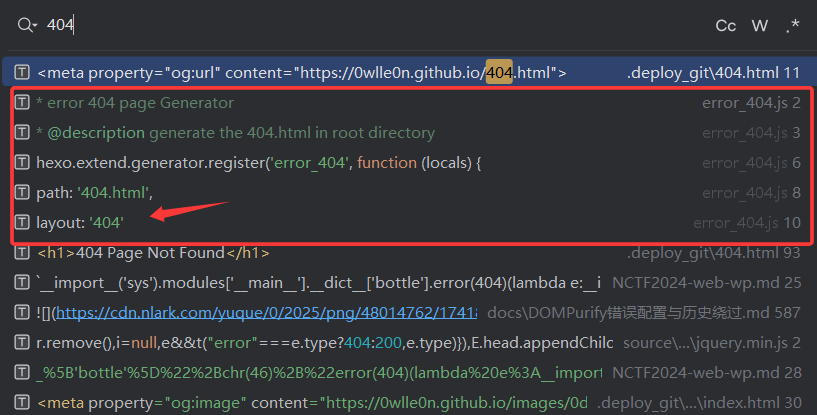 404
Cc W .*
<meta property="og:url" content="https://0wlle0n.github.io/404.html"> .deploy_git\404.html 11
* error 404 page Generator error_404.js 2
* @description generate the 404.html in root directory error_404.js 3
hexo.extend.generator.register('error_404', function (locals) { error_404.js 6
path: '404.html', error_404.js 8
layout: '404' error_404.js 10
<h1>404 Page Not Found</h1> .deploy_git\404.html 93
`__import__('sys').modules['__main__'].__dict__['bottle'].error(404)(lambda e:__i NCTF2024-web-wp.md 25
![](https://cdn.nlark.com/yuque/0/2025/png/48014762/1741 docs\DOMPurify错误配置与历史绕过.md 587
r.remove(),i=null,e&&t("error"===e.type?404:200,e.type)}),E.head.appendChild source\...\jquery.min.js 2
_%5B'bottle'%5D%22%2Bchr(46)%2B%22error(404)(lambda%20e%3A__import NCTF2024-web-wp.md 28
<meta property="og:image" content="https://0wlle0n.github.io/images/0d .deploy_git\...\index.html 30